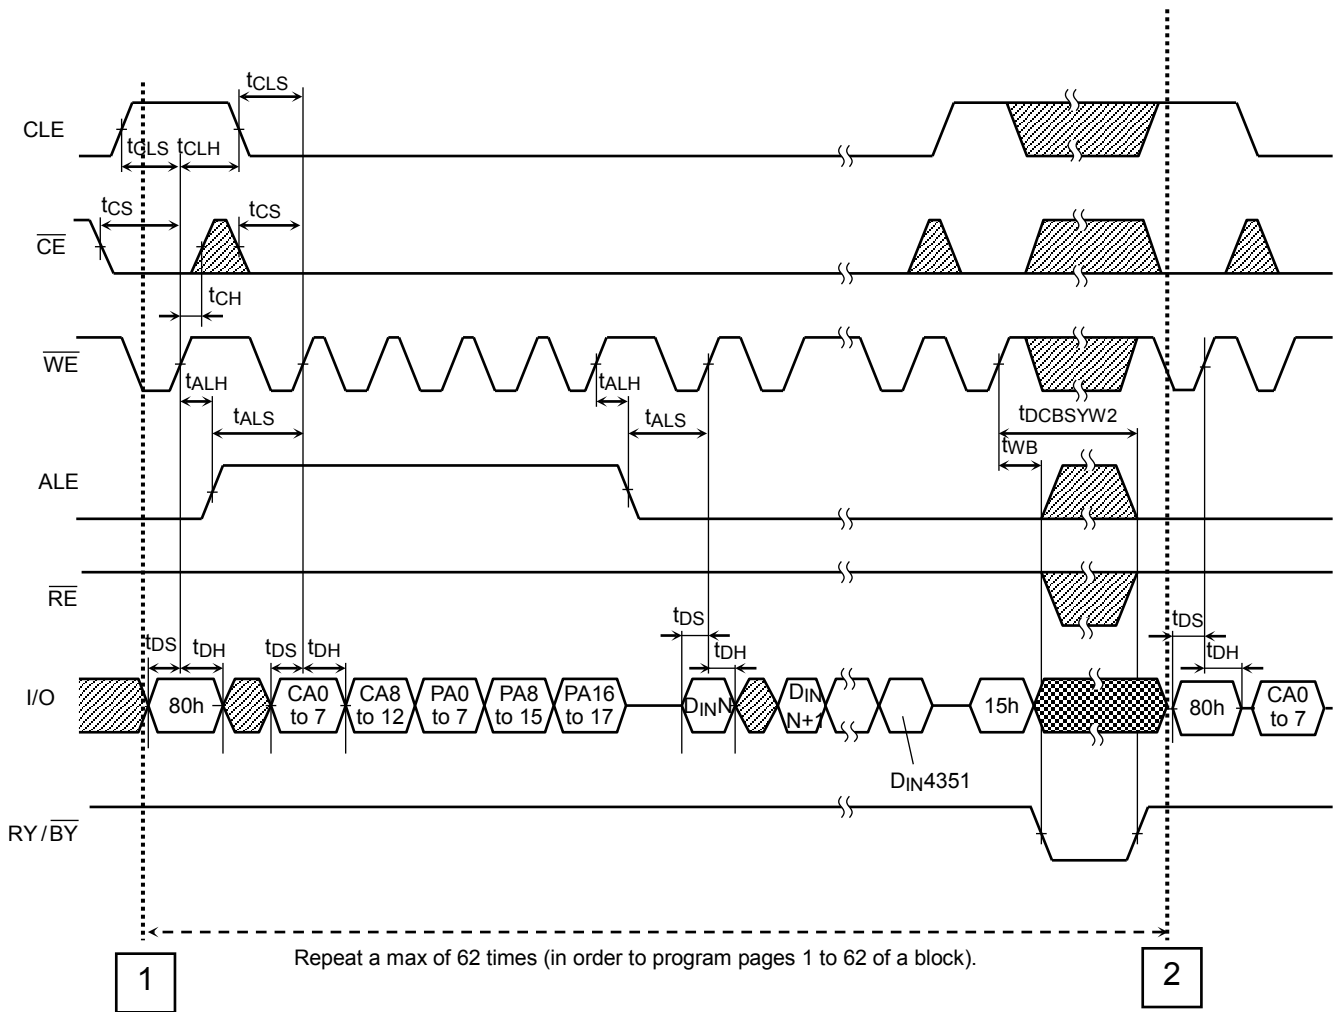 tCLS
CLE
tCLS tCLH
tCS tCS
CE
tCH
WE
tALH tALH
tALS tALS
tDCBSYW2
tWB
ALE
RE
tDS tDH tDS tDH tDS tDH tDS tDH
I/O
80h
CA0 to 7
CA8 to 12
PA0 to 7
PA8 to 15
PA16 to 17
DINN
DIN N+1
15h
80h
CA0 to 7
DIN4351
RY/BY
Repeat a max of 62 times (in order to program pages 1 to 62 of a block).
1
2